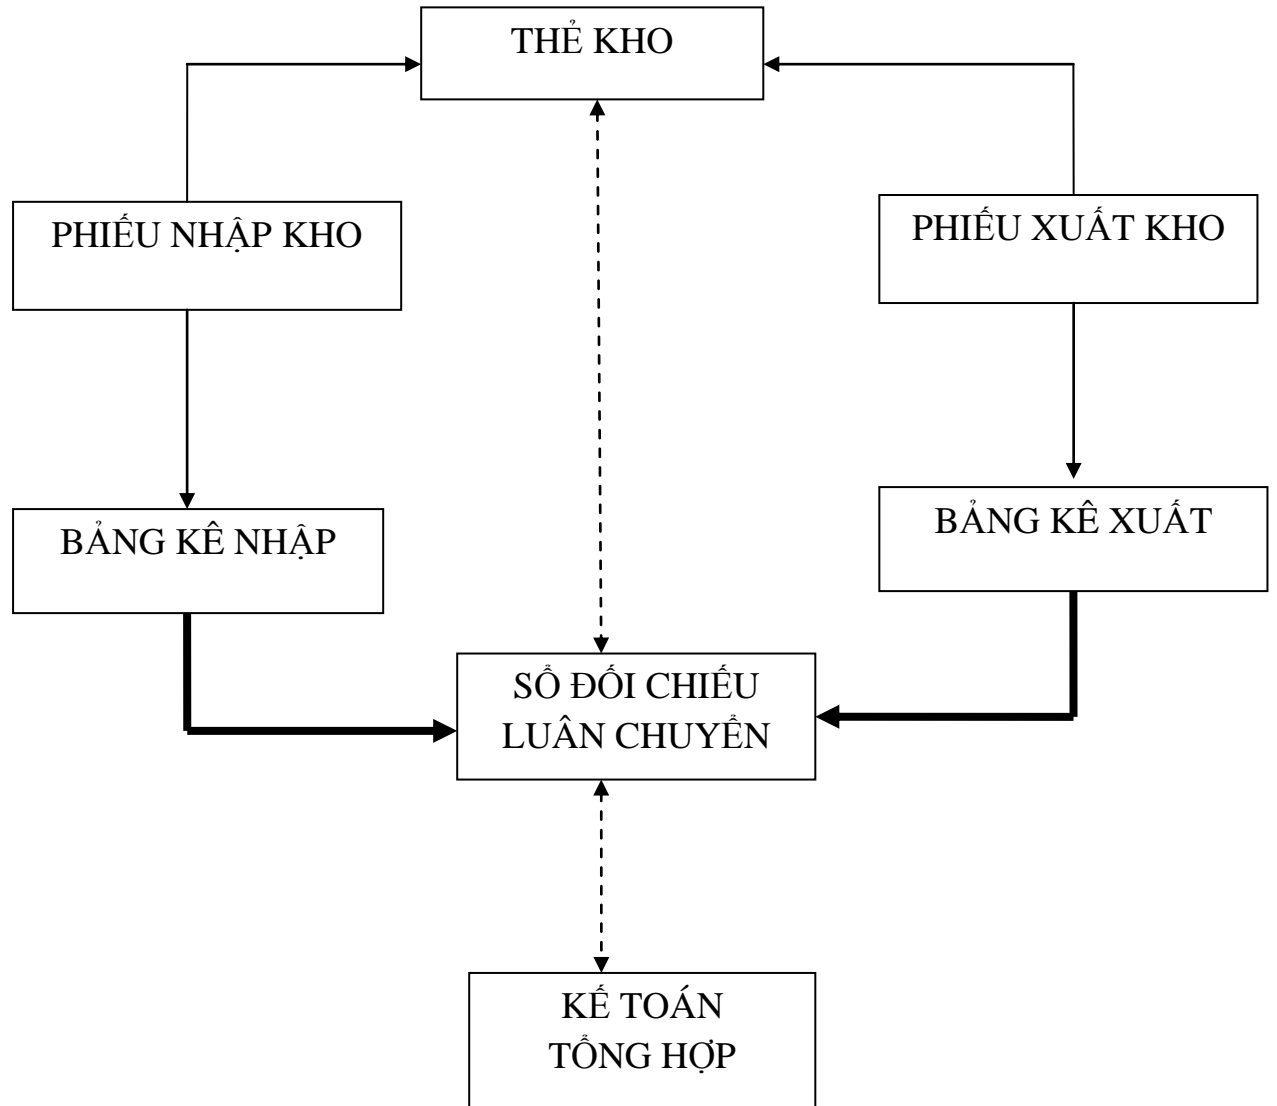 THẺ KHO
PHIẾU NHẬP KHO
PHIẾU XUẤT KHO
BẢNG KÊ NHẬP
BẢNG KÊ XUẤT
SỔ ĐỐI CHIẾU
LUÂN CHUYỂN
KẾ TOÁN
TỔNG HỢP